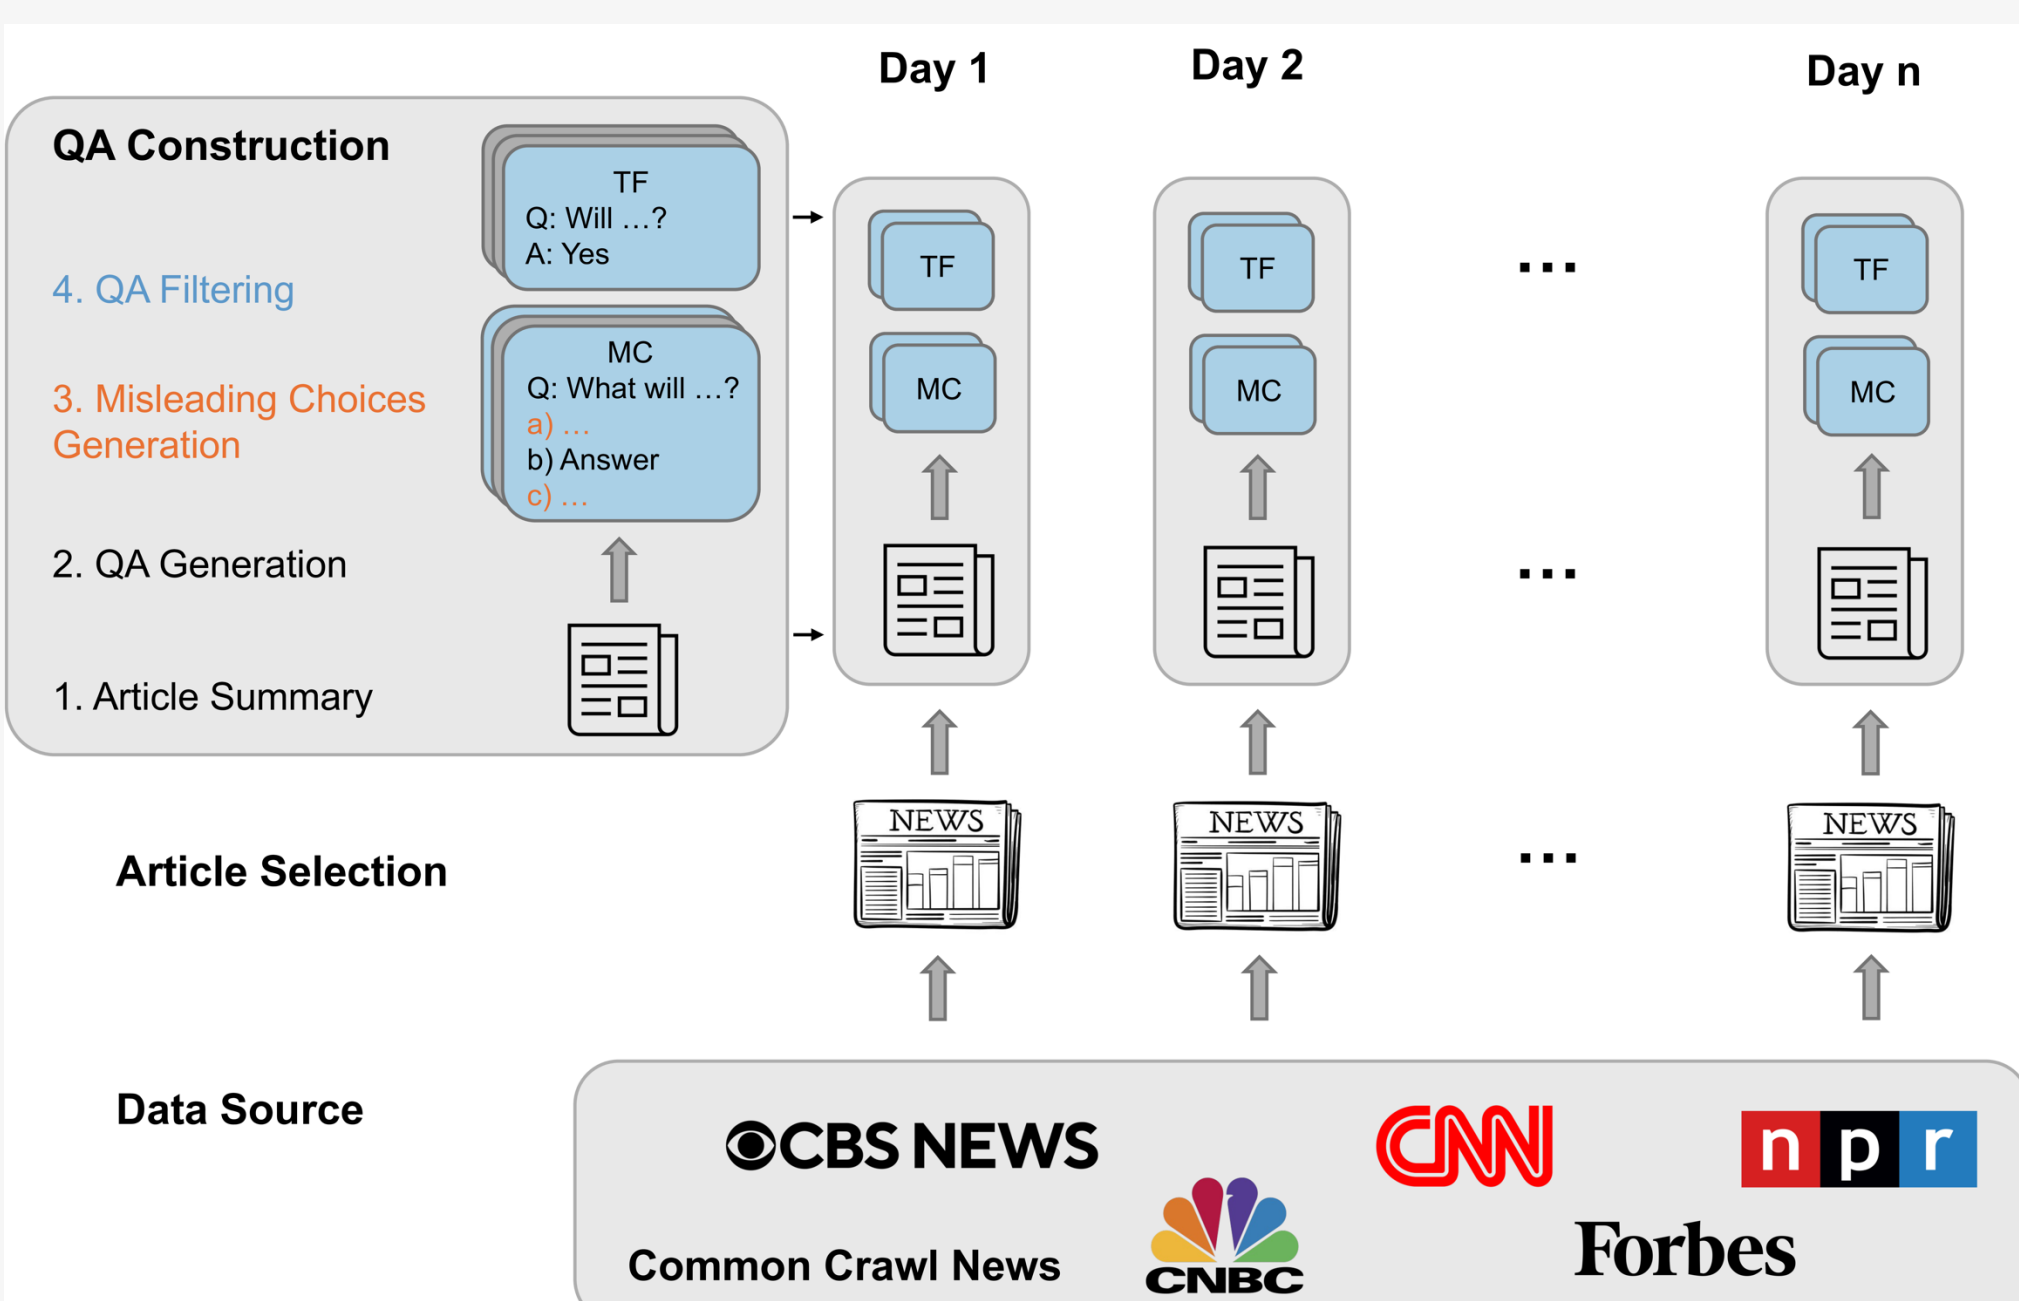 Day 1
Day 2
Day n
QA Construction
TF
Q: Will ...?
A: Yes
4. QA Filtering
MC
Q: What will ...?
a) ...
b) Answer
c) ...
3. Misleading Choices
Generation
2. QA Generation
1. Article Summary
TF
MC
TF
MC
...
...
TF
MC
Article Selection
NEWS
NEWS
...
NEWS
Data Source
CBS NEWS
CNN
npr
Common Crawl News
CNBC
Forbes